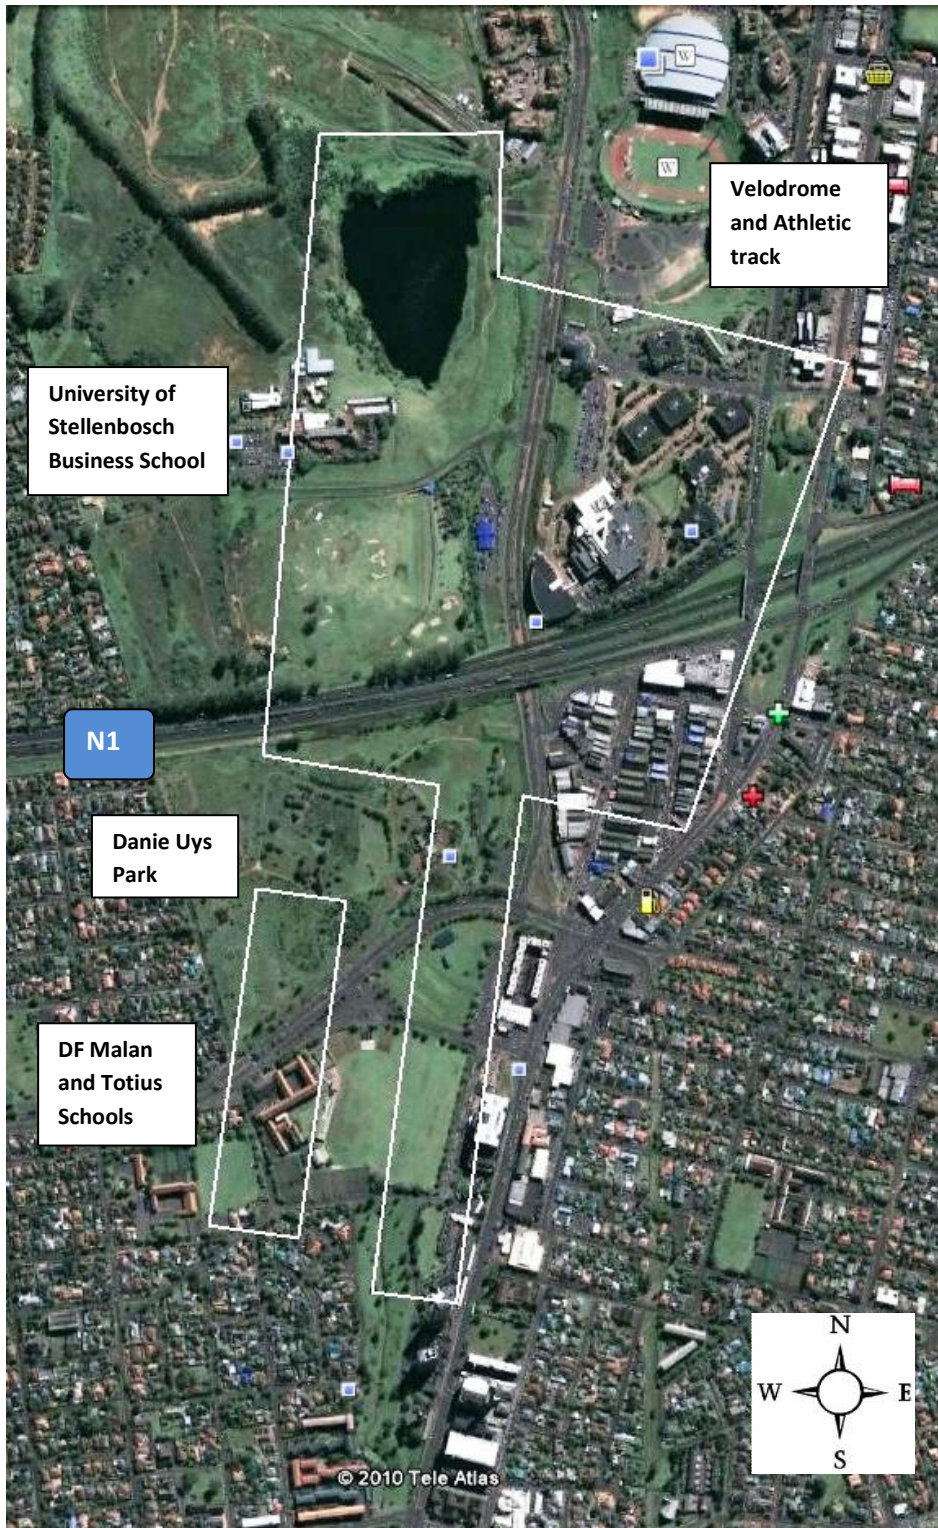 W
W
Velodrome
and Athletic
track
University of
Stellenbosch
Business School
N1
Danie Uys
Park
DF Malan
and Totius
Schools
N
W E
S
© 2010 Tele Atlas